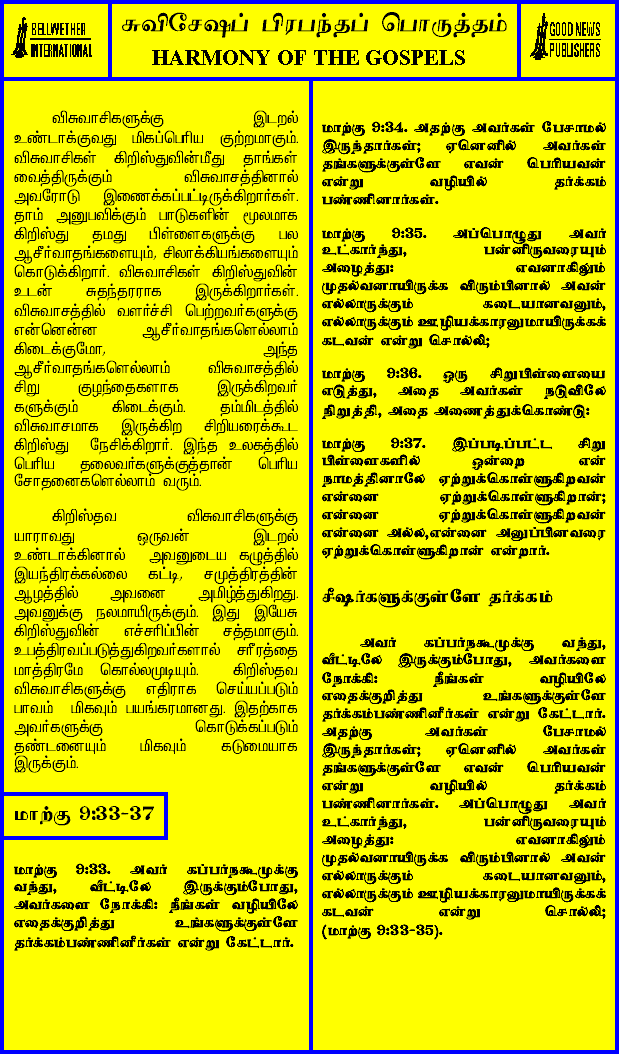 BELLWETHER
INTERNATIONAL
சுவிசேஷப் பிரபந்தப் பொருத்தம்
HARMONY OF THE GOSPELS
GOOD NEWS
PUBLISHERS
விசுவாசிகளுக்கு இடறல்
உண்டாக்குவது மிகப்பெரிய குற்றமாகும்.
விசுவாசிகள் கிறிஸ்துவின்மீது தாங்கள்
வைத்திருக்கும் விசுவாசத்தினால்
அவரோடு இணைக்கப்பட்டிருக்கிறார்கள்.
தாம் அனுபவிக்கும் பாடுகளின் மூலமாக
கிறிஸ்து தமது பிள்ளைகளுக்கு பல
ஆசீர்வாதங்களையும், சிலாக்கியங்களையும்
கொடுக்கிறார். விசுவாசிகள் கிறிஸ்துவின்
உடன் சுதந்தரராக இருக்கிறார்கள்.
விசுவாசத்தில் வளர்ச்சி பெற்றவர்களுக்கு
என்னென்ன ஆசீர்வாதங்களெல்லாம்
கிடைக்குமோ, அந்த
ஆசீர்வாதங்களெல்லாம் விசுவாசத்தில்
சிறு குழந்தைகளாக இருக்கிறவர்
களுக்கும் கிடைக்கும். தம்மிடத்தில்
விசுவாசமாக இருக்கிற சிறியரைக்கூட
கிறிஸ்து நேசிக்கிறார். இந்த உலகத்தில்
பெரிய தலைவர்களுக்குத்தான் பெரிய
சோதனைகளெல்லாம் வரும்.
கிறிஸ்தவ விசுவாசிகளுக்கு
யாராவது ஒருவன் இடறல்
உண்டாக்கினால் அவனுடைய கழுத்தில்
இயந்திரக்கல்லை கட்டி, சமுத்திரத்தின்
ஆழத்தில் அவனை அமிழ்த்துகிறது.
அவனுக்கு நலமாயிருக்கும். இது இயேசு
கிறிஸ்துவின் எச்சரிப்பின் சத்தமாகும்.
உபத்திரவப்படுத்துகிறவர்களால் சரீரத்தை
மாத்திரமே கொல்லமுடியும். கிறிஸ்தவ
விசுவாசிகளுக்கு எதிராக செய்யப்படும்
பாவம் மிகவும் பயங்கரமானது. இதற்காக
அவர்களுக்கு கொடுக்கப்படும்
தண்டனையும் மிகவும் கடுமையாக
இருக்கும்.
மாற்கு 9:33-37
மாற்கு 9:33. அவர் கப்பர்நகூமுக்கு
வந்து, வீட்டிலே இருக்கும்போது,
அவர்களை நோக்கி: நீங்கள் வழியிலே
எதைக்குறித்து உங்களுக்குள்ளே
தர்க்கம்பண்ணினீர்கள் என்று கேட்டார்.
மாற்கு 9:34. அதற்கு அவர்கள் பேசாமல்
இருந்தார்கள்; ஏனெனில் அவர்கள்
தங்களுக்குள்ளே எவன் பெரியவன்
என்று வழியில் தர்க்கம்
பண்ணினார்கள்.
மாற்கு 9:35. அப்பொழுது அவர்
உட்கார்ந்து, பன்னிருவரையும்
அழைத்து: எவனாகிலும்
முதல்வனாயிருக்க விரும்பினால் அவன்
எல்லாருக்கும் கடையானவனும்,
எல்லாருக்கும் ஊழியக்காரனுமாயிருக்கக்
கடவன் என்று சொல்லி;
மாற்கு 9:36. ஒரு சிறுபிள்ளையை
எடுத்து, அதை அவர்கள் நடுவிலே
நிறுத்தி, அதை அணைத்துக்கொண்டு:
மாற்கு 9:37. இப்படிப்பட்ட சிறு
பிள்ளைகளில் ஒன்றை என்
நாமத்தினாலே ஏற்றுக்கொள்ளுகிறவன்
என்னை ஏற்றுக்கொள்ளுகிறான்;
என்னை ஏற்றுக்கொள்ளுகிறவன்
என்னை அல்ல,என்னை அனுப்பினவரை
ஏற்றுக்கொள்ளுகிறான் என்றார்.
சீஷர்களுக்குள்ளே தர்க்கம்
அவர் கப்பர்நகூமுக்கு வந்து,
வீட்டிலே இருக்கும்போது, அவர்களை
நோக்கி: நீங்கள் வழியிலே
எதைக்குறித்து உங்களுக்குள்ளே
தர்க்கம்பண்ணினீர்கள் என்று கேட்டார்.
அதற்கு அவர்கள் பேசாமல்
இருந்தார்கள்; ஏனெனில் அவர்கள்
தங்களுக்குள்ளே எவன் பெரியவன்
என்று வழியில் தர்க்கம்
பண்ணினார்கள். அப்பொழுது அவர்
உட்கார்ந்து, பன்னிருவரையும்
அழைத்து: எவனாகிலும்
முதல்வனாயிருக்க விரும்பினால் அவன்
எல்லாருக்கும் கடையானவனும்,
எல்லாருக்கும் ஊழியக்காரனுமாயிருக்கக்
கடவன் என்று சொல்லி;
(மாற்கு 9:33-35).